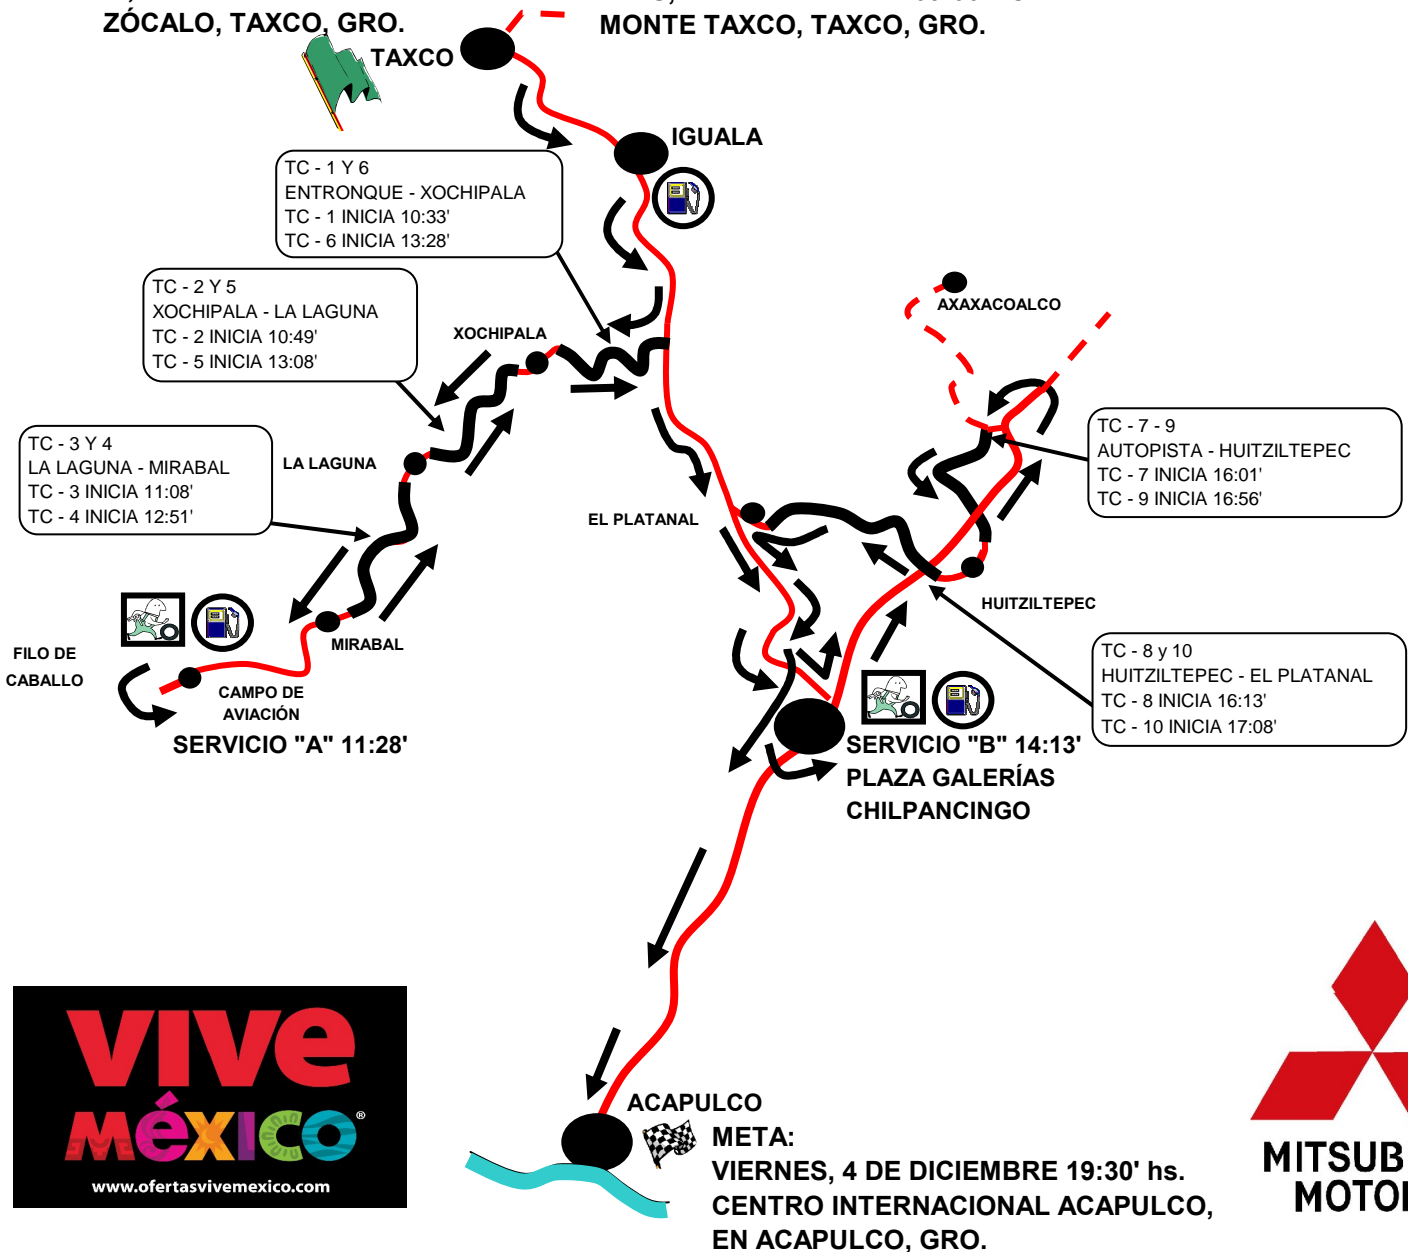 ZÓCALO, TAXCO, GRO.
MONTE TAXCO, TAXCO, GRO.
TAXCO
IGUALA
TC - 1 Y 6
ENTRONQUE - XOCHIPALA
TC - 1 INICIA 10:33'
TC - 6 INICIA 13:28'
TC - 2 Y 5
XOCHIPALA - LA LAGUNA
TC - 2 INICIA 10:49'
TC - 5 INICIA 13:08'
XOCHIPALA
AXAXACOALCO
TC - 3 Y 4
LA LAGUNA - MIRABAL
TC - 3 INICIA 11:08'
TC - 4 INICIA 12:51'
LA LAGUNA
TC - 7 - 9
AUTOPISTA - HUITZILTEPEC
TC - 7 INICIA 16:01'
TC - 9 INICIA 16:56'
EL PLATANAL
HUITZILTEPEC
MIRABAL
FILO DE
CABALLO
CAMPO DE
AVIACIÓN
SERVICIO "A" 11:28'
TC - 8 y 10
HUITZILTEPEC - EL PLATANAL
TC - 8 INICIA 16:13'
TC - 10 INICIA 17:08'
SERVICIO "B" 14:13'
PLAZA GALERÍAS
CHILPANCINGO
VIVe
MéXICO®
www.ofertasvivemexico.com
ACAPULCO
META:
VIERNES, 4 DE DICIEMBRE 19:30' hs.
CENTRO INTERNACIONAL ACAPULCO,
EN ACAPULCO, GRO.
MITSUB
MOTO